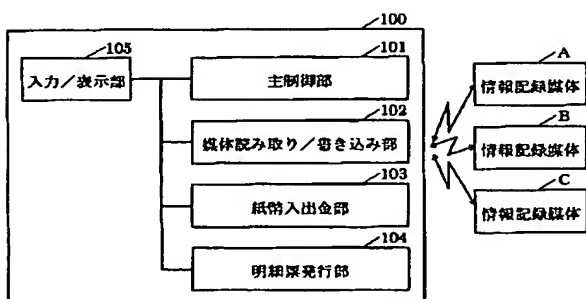 100
105
入力/表示部
101
主制御部
102
媒体読み取り/書き込み部
103
紙幣入出金部
104
明細票発行部
A
情報記録媒体
B
情報記録媒体
C
情報記録媒体